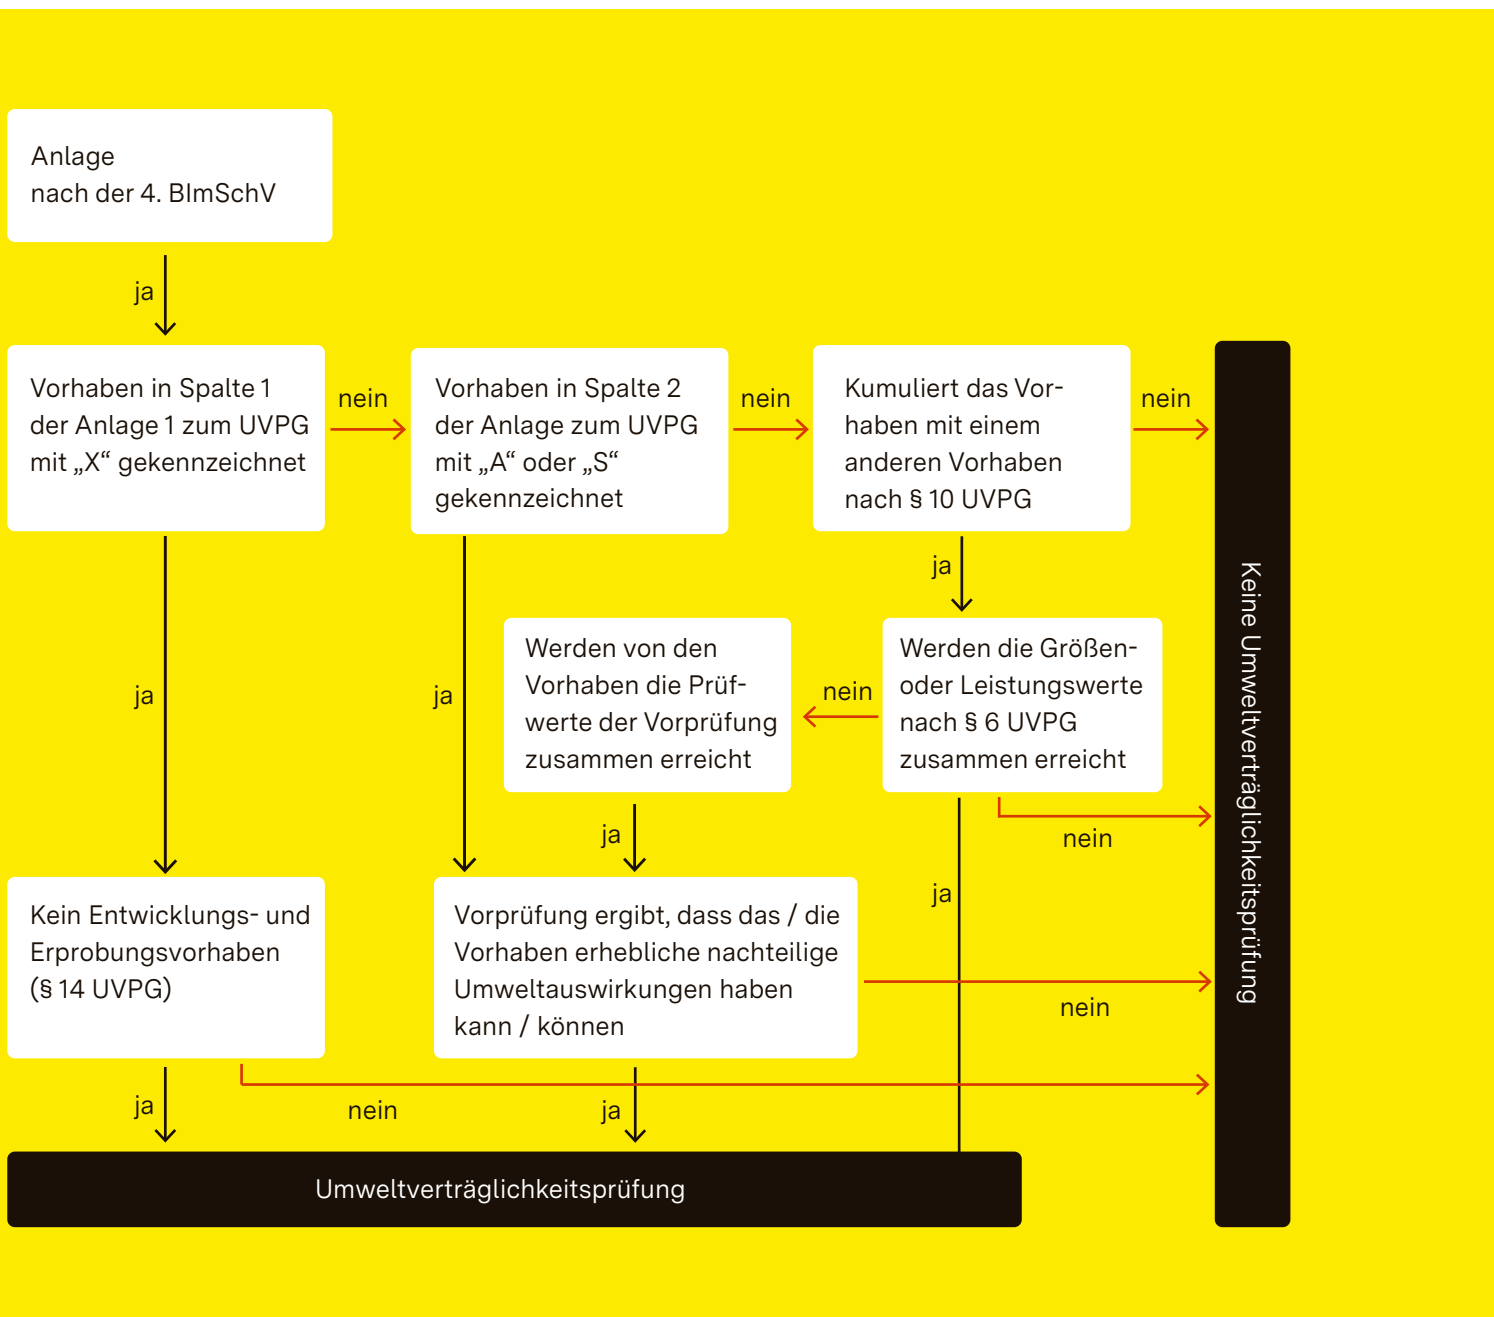 Anlage
nach der 4. BImSchV
ja
Vorhaben in Spalte 1
der Anlage 1 zum UVPG
mit „X“ gekennzeichnet
nein
Vorhaben in Spalte 2
der Anlage zum UVPG
mit „A“ oder „S“
gekennzeichnet
nein
Kumuliert das Vor-
haben mit einem
anderen Vorhaben
nach § 10 UVPG
nein
ja
Werden von den
Vorhaben die Prüf-
werte der Vorprüfung
zusammen erreicht
nein
Werden die Größen-
oder Leistungswerte
nach § 6 UVPG
zusammen erreicht
ja
ja
ja
nein
ja
Kein Entwicklungs- und
Erprobungsvorhaben
(§ 14 UVPG)
Vorprüfung ergibt, dass das / die
Vorhaben erhebliche nachteilige
Umweltauswirkungen haben
kann / können
nein
ja
nein
ja
Umweltverträglichkeitsprüfung
Keine Umweltverträglichkeitsprüfung